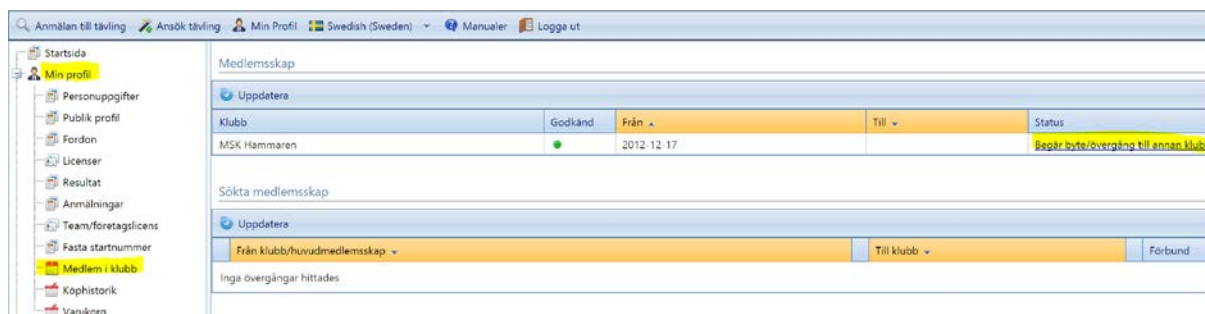 Anmälan till tävling Ansök tävling Min Profil Swedish (Sweden) Manualer Logga ut
Startsida
Min profil
Personuppgifter
Publik profil
Fordon
Licenser
Resultat
Anmälningar
Team/företagslicens
Fasta startnummer
Medlem i klubb
Köphistorik
Varukorg
Medlemsskap
Uppdatera
Klubb Godkänd Från Till Status
MSK Hammaren 2012-12-17 Begär byte/övergång till annan klubb
Sökta medlemsskap
Uppdatera
Från klubb/huvudmedlemsskap Till klubb Förbund
Inga övergångar hittades